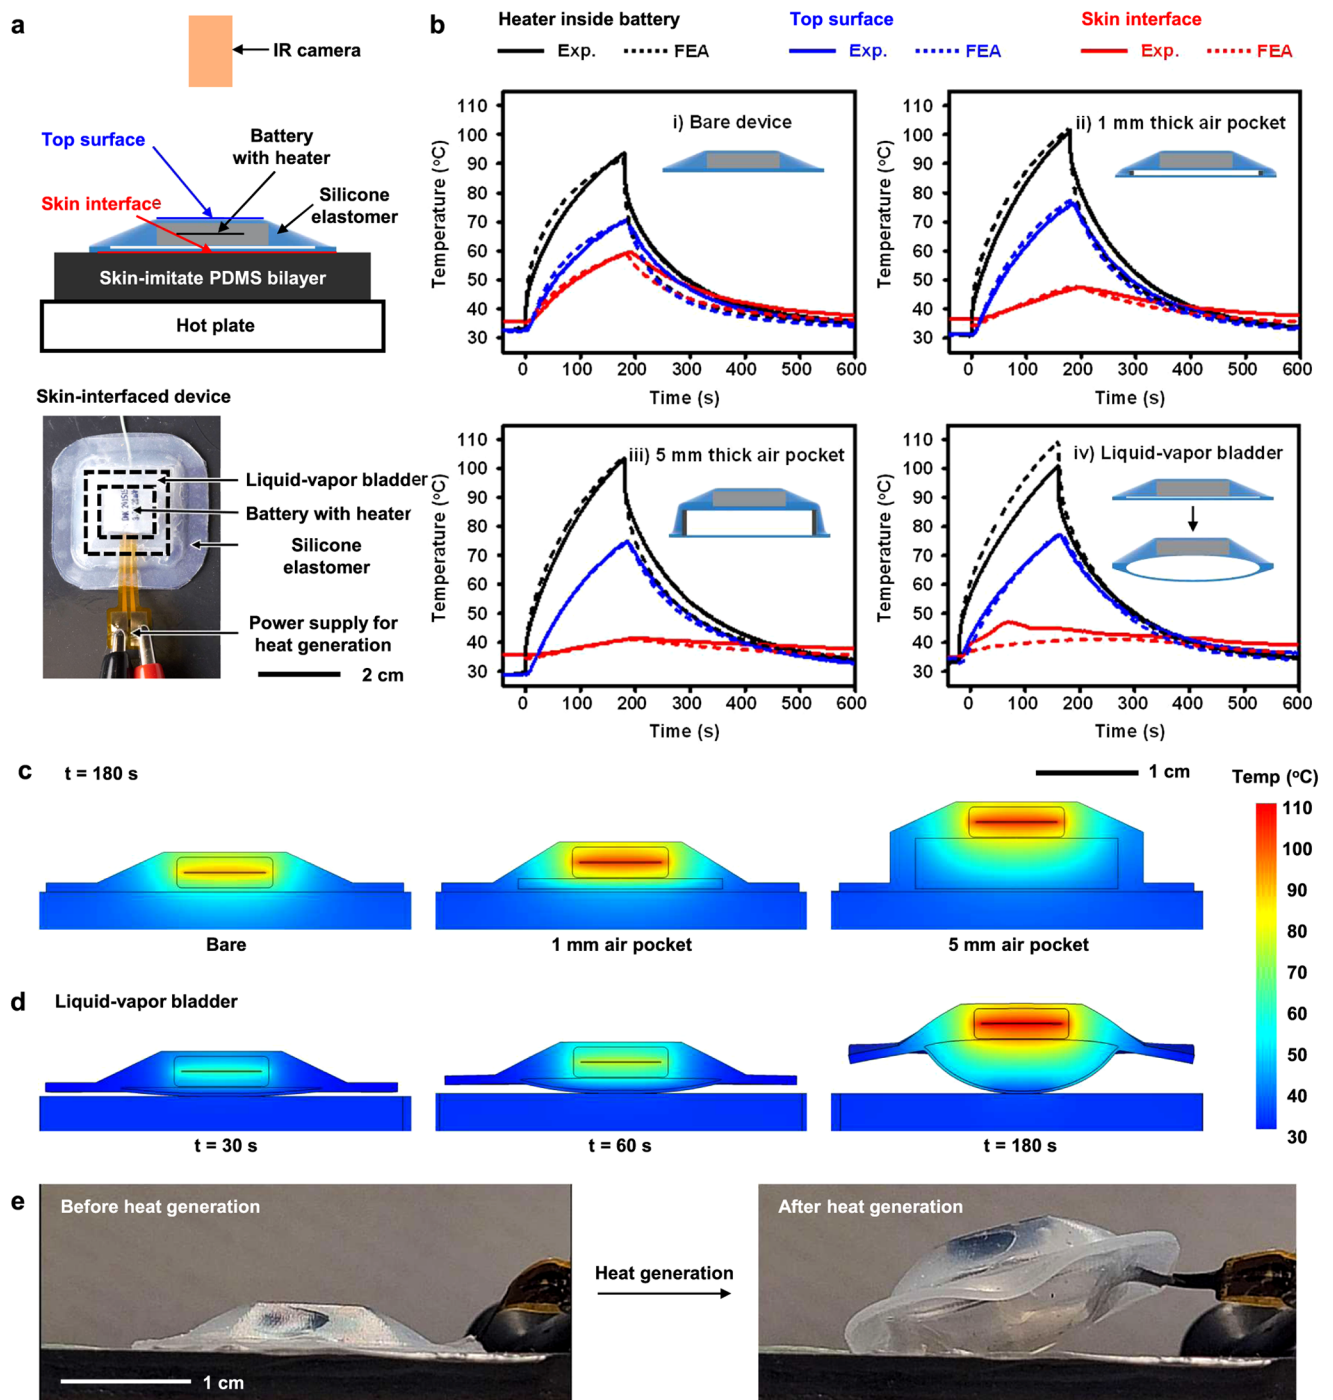 a
IR camera
Top surface
Battery
with heater
Silicone
elastomer
Skin interface
Skin-imitate PDMS bilayer
Hot plate
Skin-interfaced device
Liquid-vapor bladder
Battery with heater
Silicone
elastomer
Power supply for
heat generation
2 cm
b
Heater inside battery
Exp. FEA
Top surface
Exp. FEA
Skin interface
Exp. FEA
i) Bare device
Temperature (°C)
110
100
90
80
70
60
50
40
30
0 100 200 300 400 500 600
Time (s)
ii) 1 mm thick air pocket
Temperature (°C)
110
100
90
80
70
60
50
40
30
0 100 200 300 400 500 600
Time (s)
iii) 5 mm thick air pocket
Temperature (°C)
110
100
90
80
70
60
50
40
30
0 100 200 300 400 500 600
Time (s)
iv) Liquid-vapor bladder
Temperature (°C)
110
100
90
80
70
60
50
40
30
0 100 200 300 400 500 600
Time (s)
c
t = 180 s
1 cm
Temp (°C)
110
100
90
80
70
60
50
40
30
Bare
1 mm air pocket
5 mm air pocket
d
Liquid-vapor bladder
t = 30 s
t = 60 s
t = 180 s
e
Before heat generation
1 cm
Heat generation
After heat generation